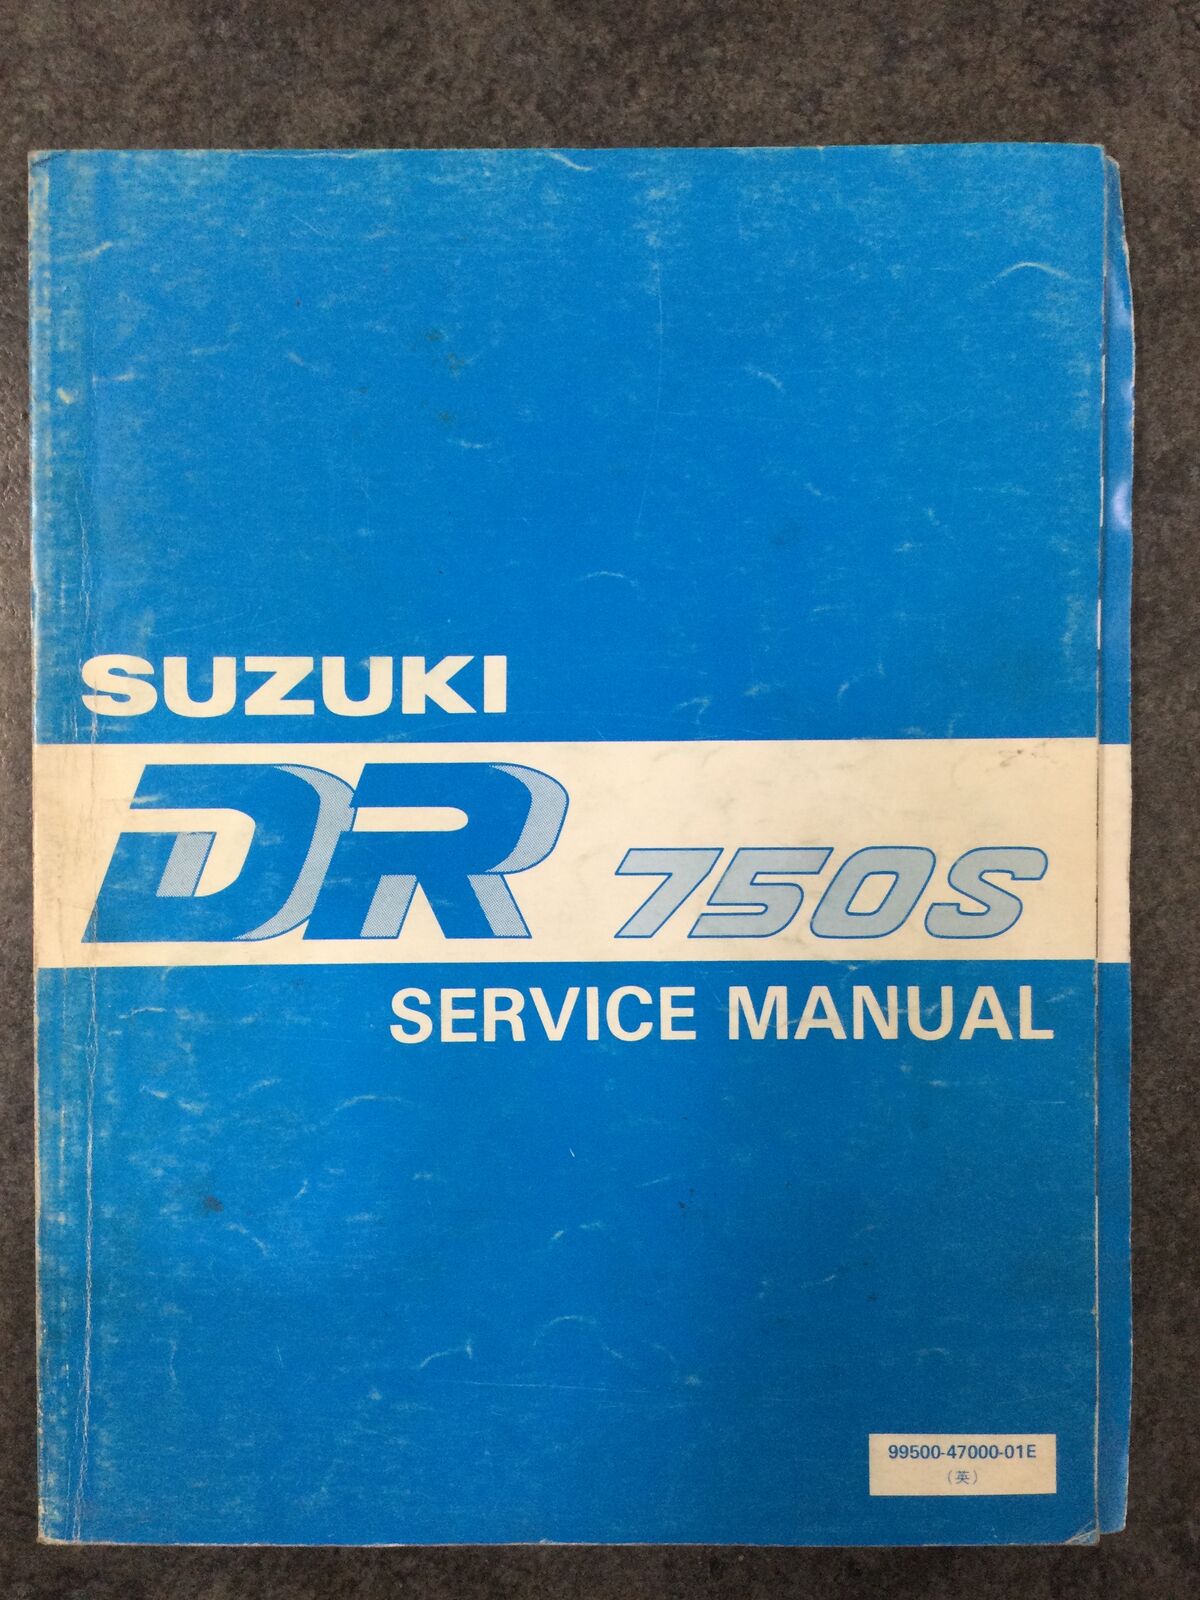 SUZUKI
DR 750S
SERVICE MANUAL
99500-47000-01E
(英)